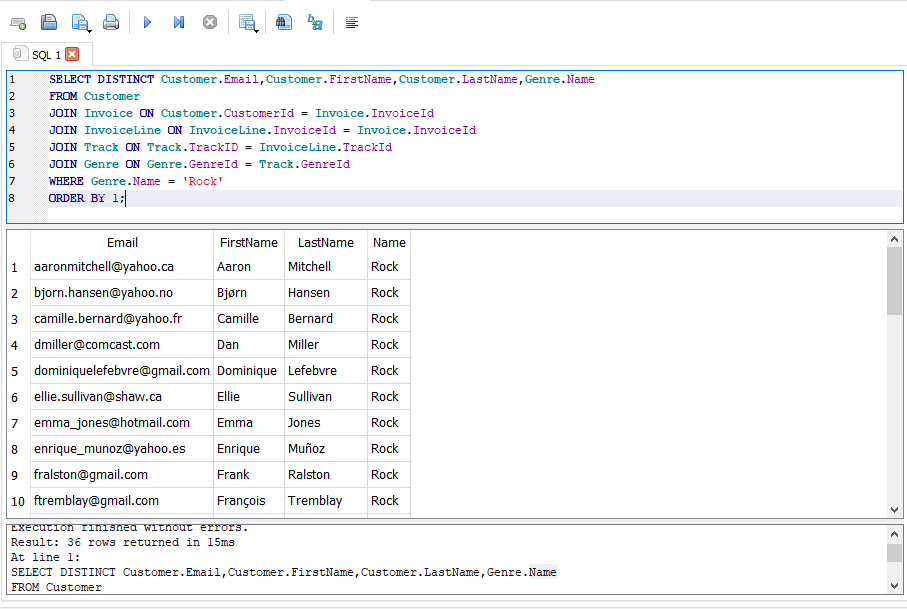 SQL 1
1 SELECT DISTINCT Customer.Email,Customer.FirstName,Customer.LastName,Genre.Name
2 FROM Customer
3 JOIN Invoice ON Customer.CustomerId = Invoice.InvoiceId
4 JOIN InvoiceLine ON InvoiceLine.InvoiceId = Invoice.InvoiceId
5 JOIN Track ON Track.TrackID = InvoiceLine.TrackId
6 JOIN Genre ON Genre.GenreId = Track.GenreId
7 WHERE Genre.Name = 'Rock'
8 ORDER BY 1;
Email FirstName LastName Name
1 aaronmitchell@yahoo.ca Aaron Mitchell Rock
2 bjorn.hansen@yahoo.no Bjørn Hansen Rock
3 camille.bernard@yahoo.fr Camille Bernard Rock
4 dmiller@comcast.com Dan Miller Rock
5 dominiquelefebvre@gmail.com Dominique Lefebvre Rock
6 ellie.sullivan@shaw.ca Ellie Sullivan Rock
7 emma_jones@hotmail.com Emma Jones Rock
8 enrique_munoz@yahoo.es Enrique Muñoz Rock
9 fralston@gmail.com Frank Ralston Rock
10 ftremblay@gmail.com François Tremblay Rock
Execution finished without errors.
Result: 36 rows returned in 15ms
At line 1:
SELECT DISTINCT Customer.Email,Customer.FirstName,Customer.LastName,Genre.Name
FROM Customer